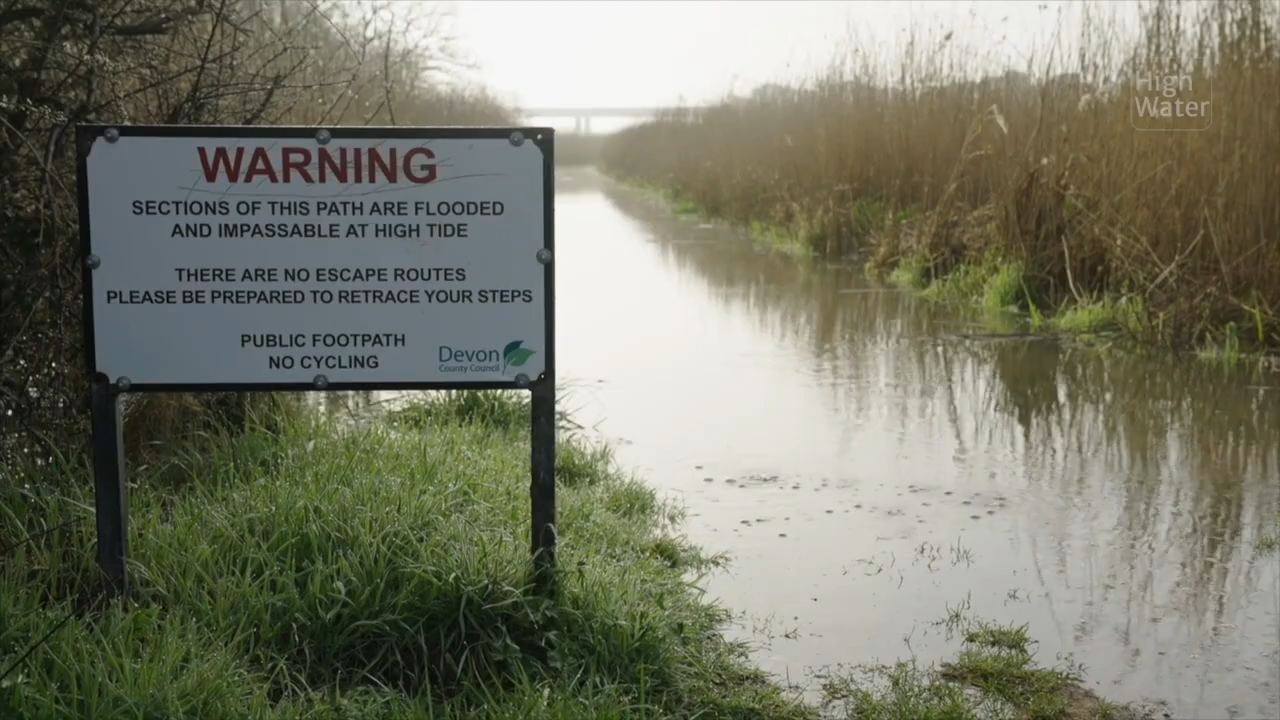 High
Water
WARNING
SECTIONS OF THIS PATH ARE FLOODED
AND IMPASSABLE AT HIGH TIDE
THERE ARE NO ESCAPE ROUTES
PLEASE BE PREPARED TO RETRACE YOUR STEPS
PUBLIC FOOTPATH
NO CYCLING
Devon
County Council